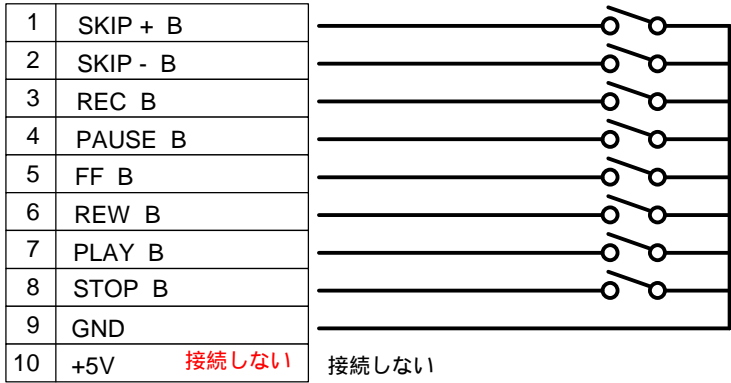 1 SKIP + B
2 SKIP - B
3 REC B
4 PAUSE B
5 FF B
6 REW B
7 PLAY B
8 STOP B
9 GND
10 +5V 接続しない 接続しない